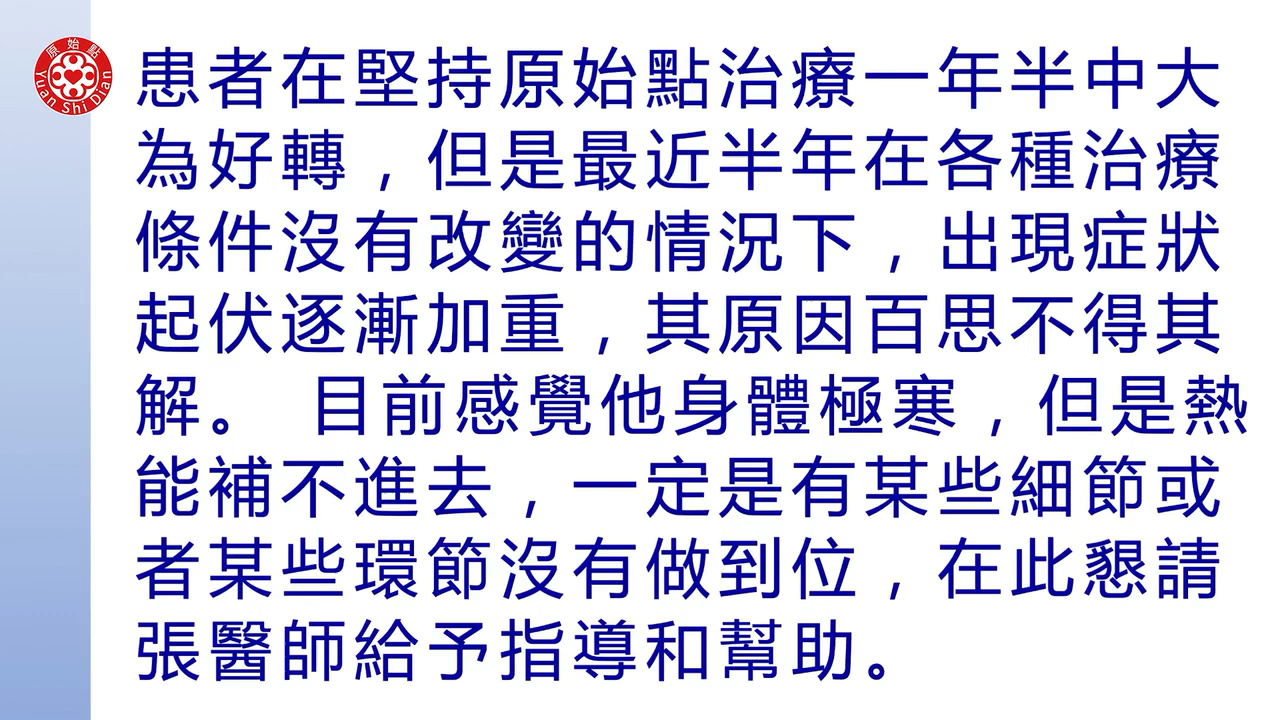 原始點
Yuan Shi Dian
患者在堅持原始點治療一年半中大
為好轉，但是最近半年在各種治療
條件沒有改變的情況下，出現症狀
起伏逐漸加重，其原因百思不得其
解。 目前感覺他身體極寒，但是熱
能補不進去，一定是有某些細節或
者某些環節沒有做到位，在此懇請
張醫師給予指導和幫助。